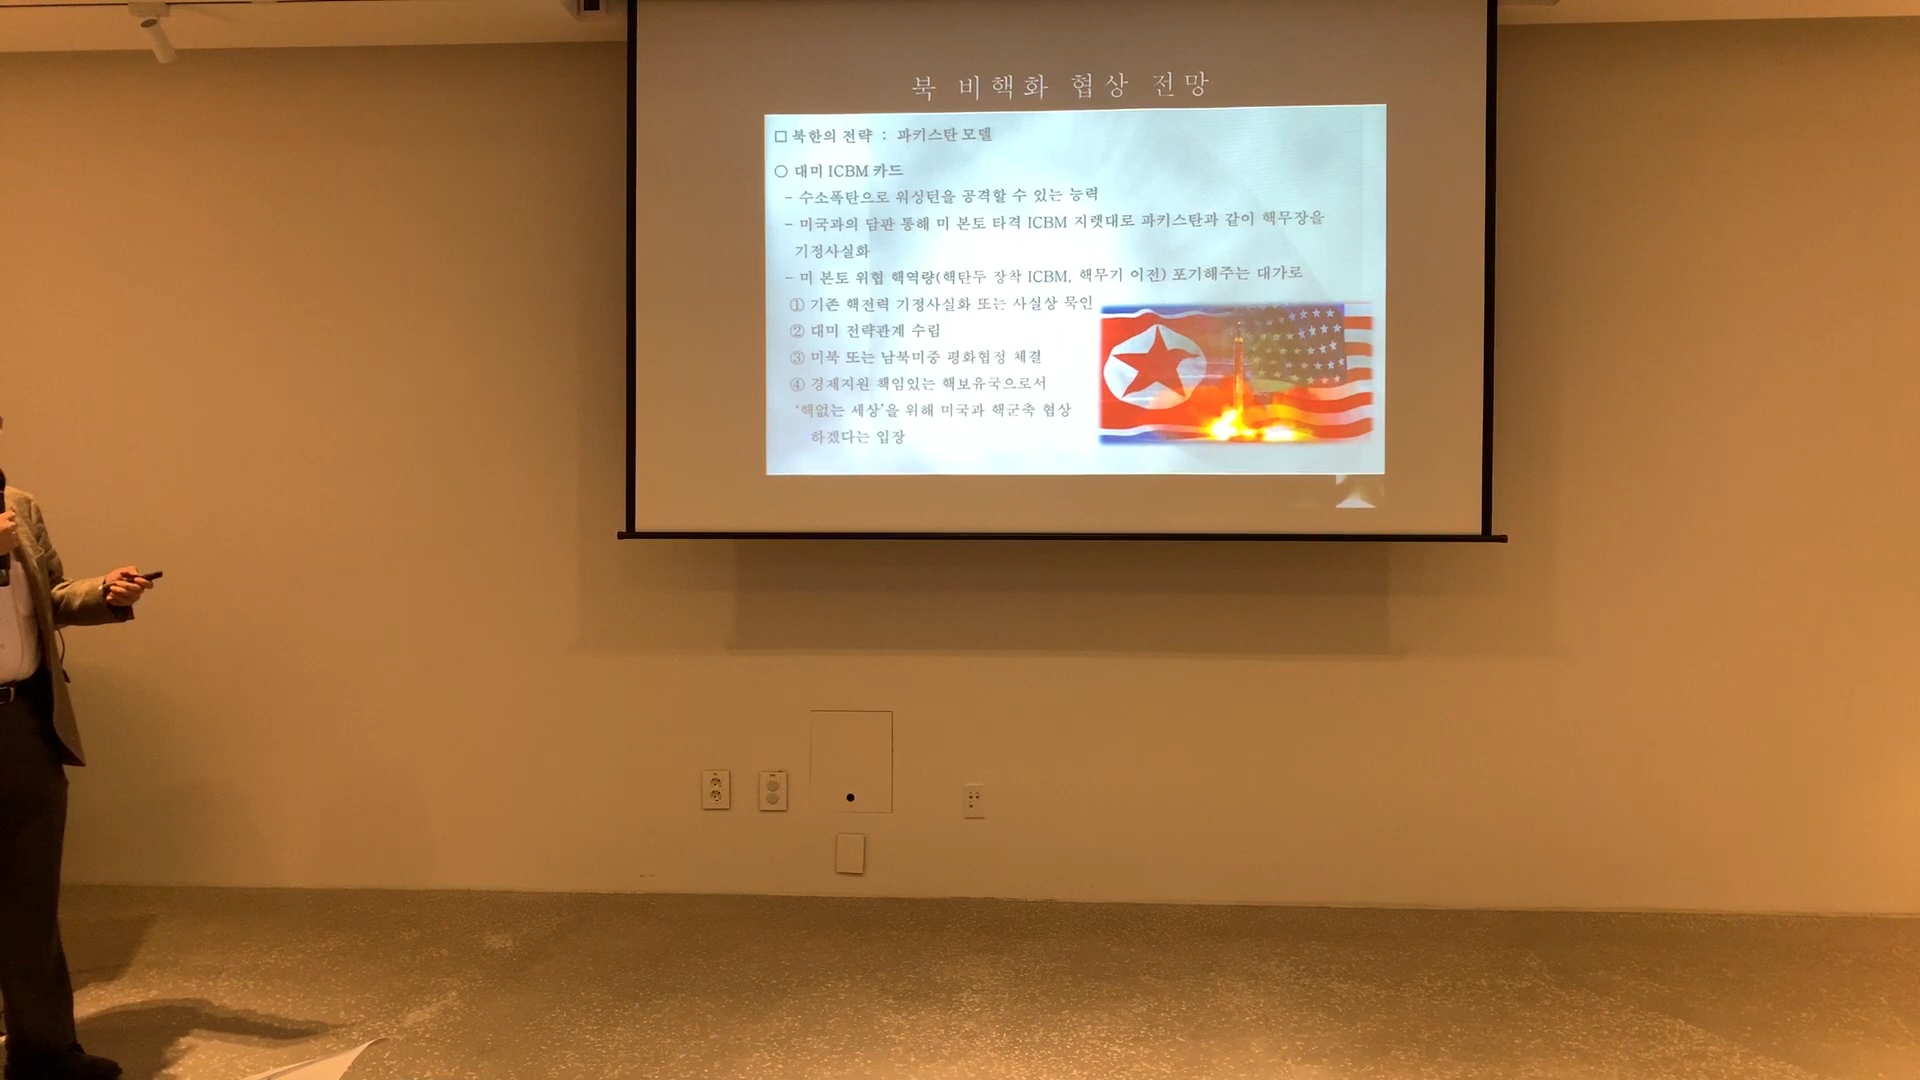 북 비핵화 협상 전망
□ 북한의 전략 : 파키스탄 모델
○ 대미 ICBM 카드
- 수소폭탄으로 워싱턴을 공격할 수 있는 능력
- 미국과의 담판 통해 미 본토 타격 ICBM 지렛대로 파키스탄과 같이 핵무장을
기정사실화
- 미 본토 위협 핵역량(핵탄두 장착 ICBM, 핵무기 이전) 포기해주는 대가로
① 기존 핵전력 기정사실화 또는 사실상 묵인
② 대미 전략관계 수립
③ 미북 또는 남북미중 평화협정 체결
④ 경제지원 책임있는 핵보유국으로서
'핵없는 세상'을 위해 미국과 핵군축 협상
하겠다는 입장